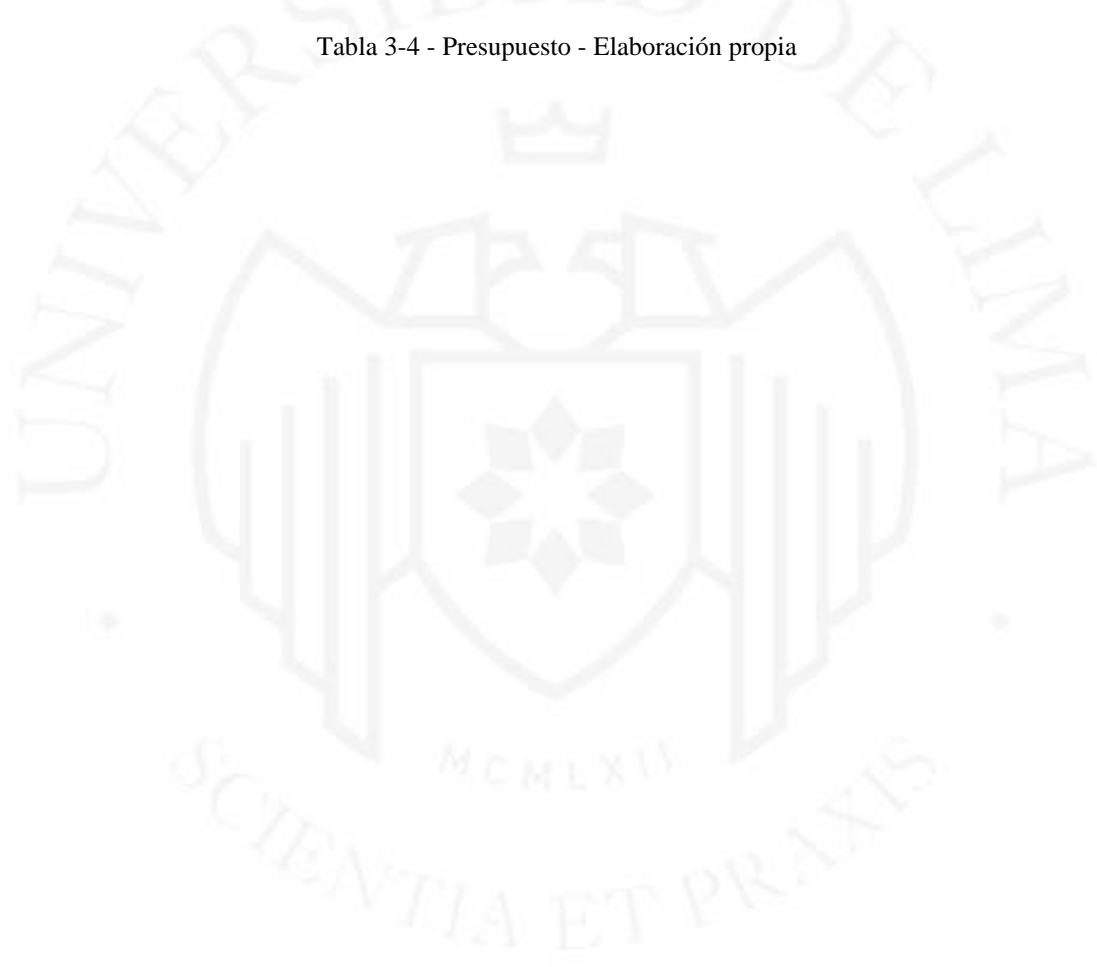 Tabla 3-4 - Presupuesto - Elaboración propia
UNIVERSIDAD DE LIMA
MCMLXII
SCIENTIA ET PRAXIS